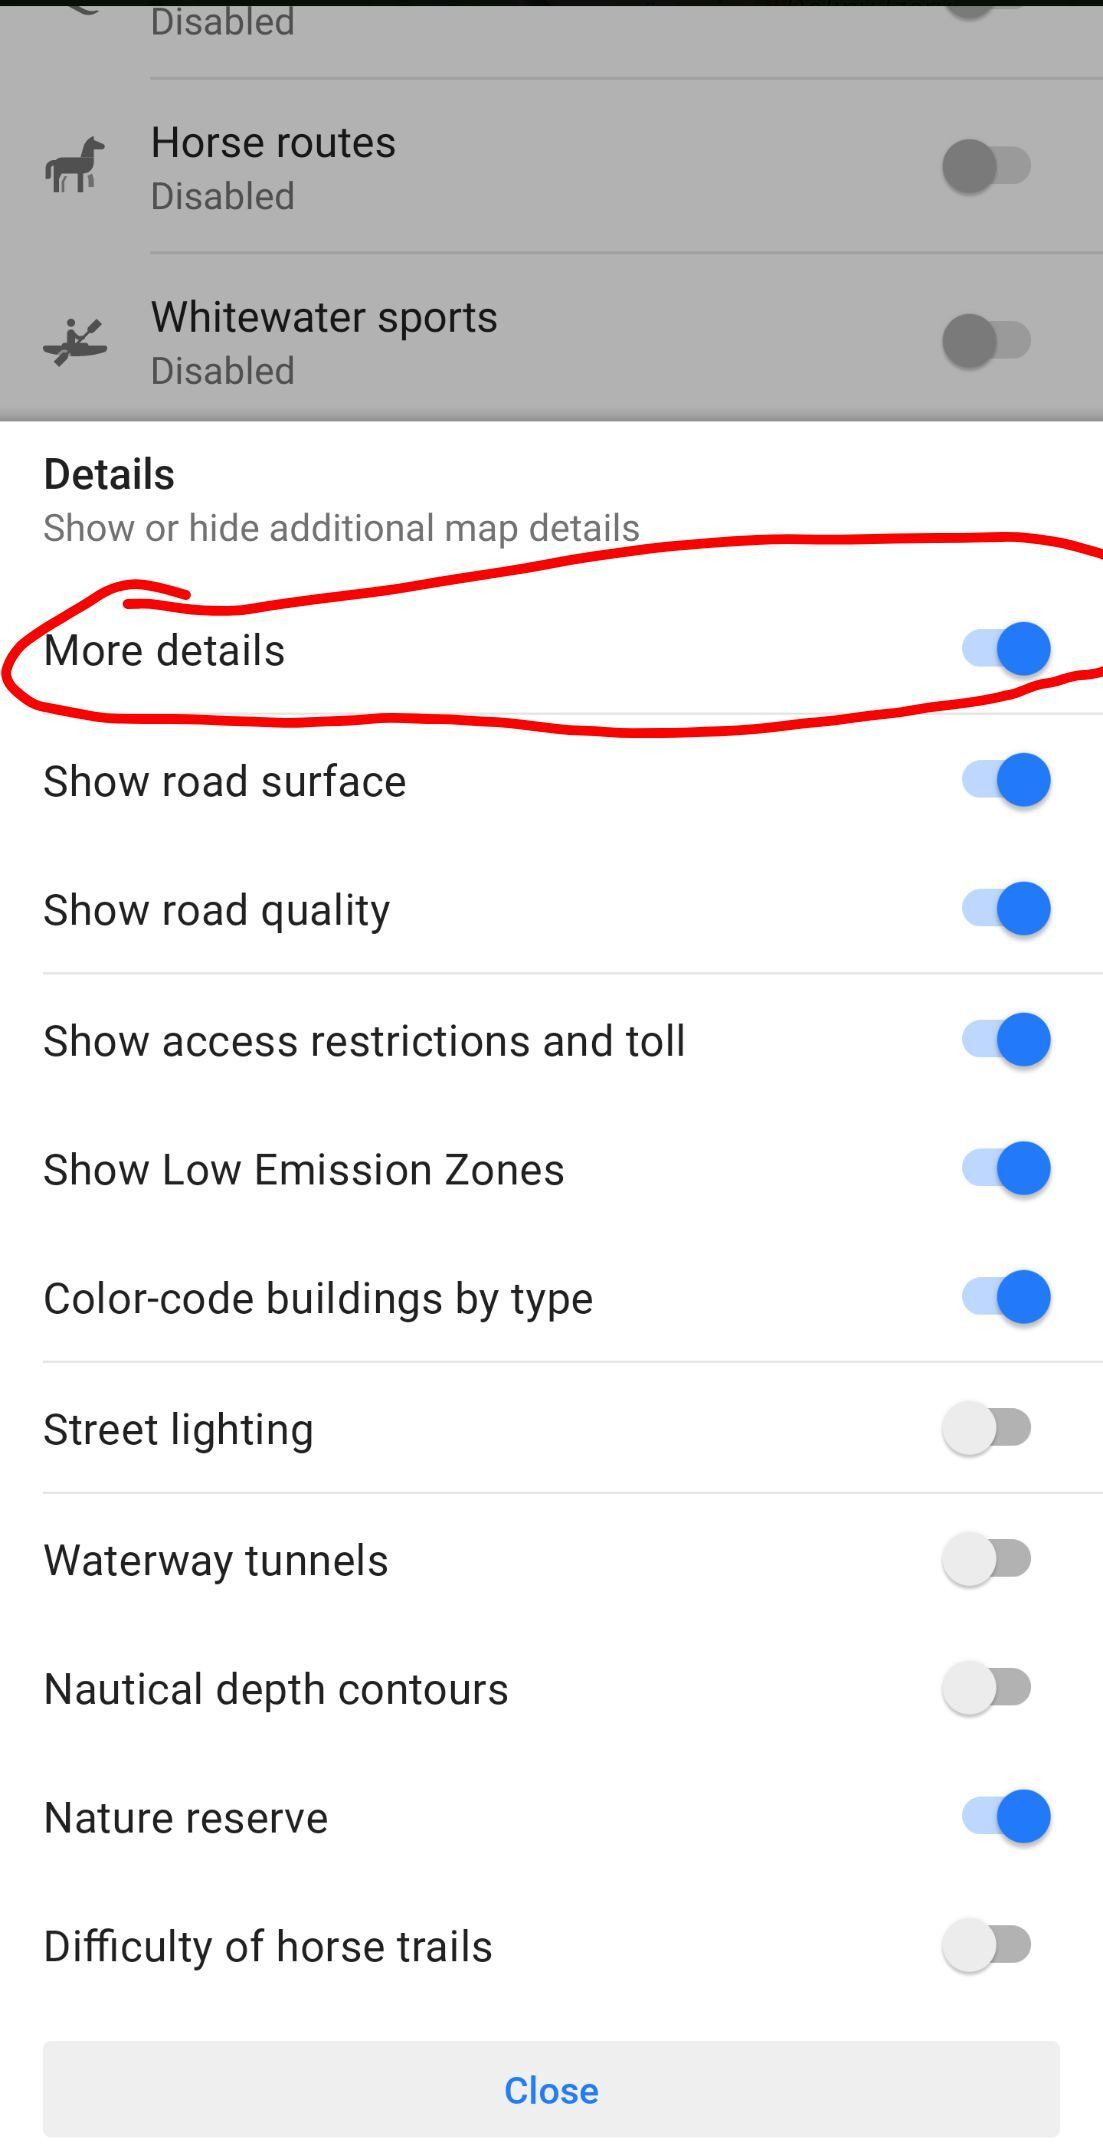 Disabled
Horse routes
Disabled
Whitewater sports
Disabled
Details
Show or hide additional map details
More details
Show road surface
Show road quality
Show access restrictions and toll
Show Low Emission Zones
Color-code buildings by type
Street lighting
Waterway tunnels
Nautical depth contours
Nature reserve
Difficulty of horse trails
Close